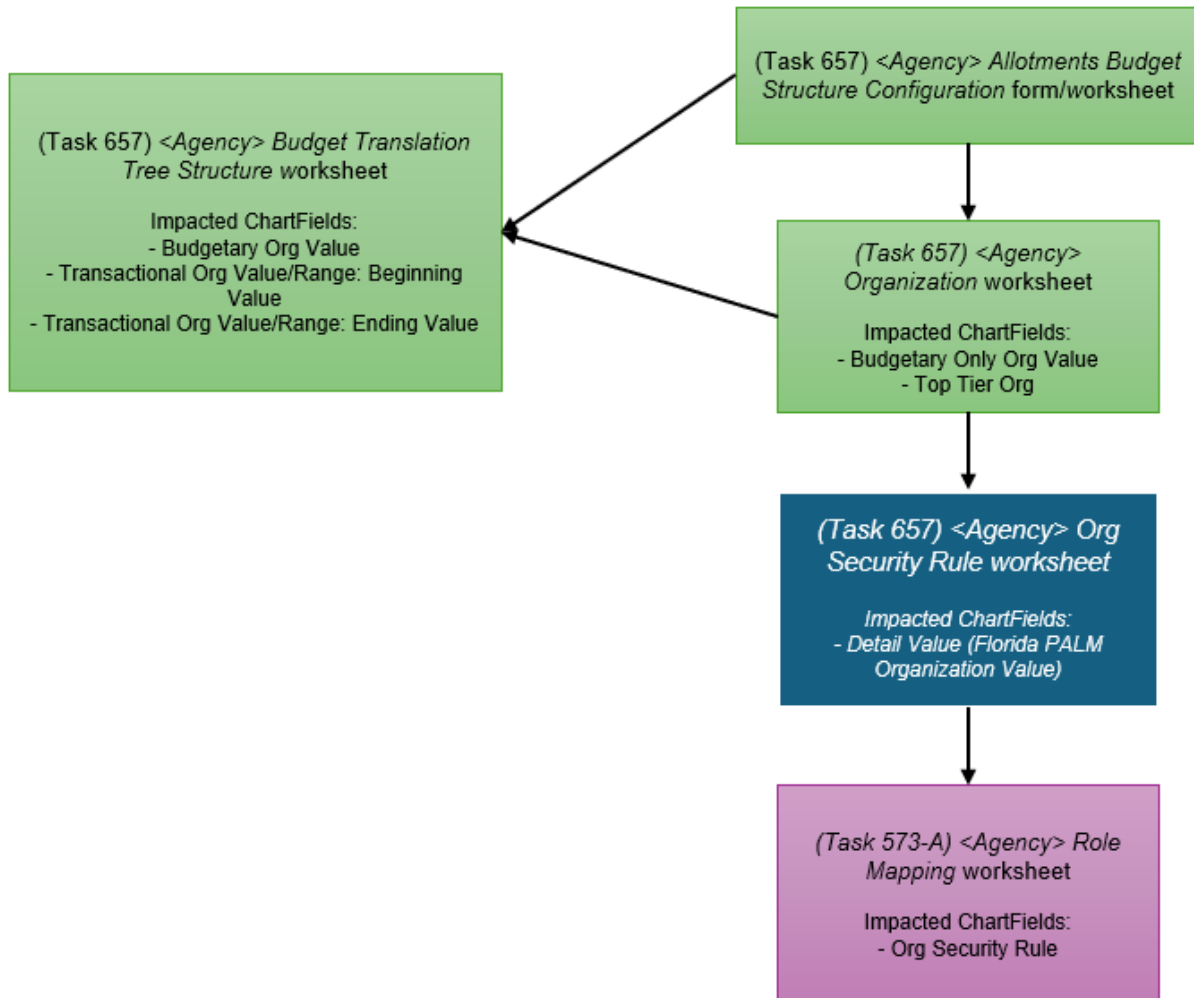 (Task 657) <Agency> Allotments Budget
Structure Configuration form/worksheet
(Task 657) <Agency> Budget Translation
Tree Structure worksheet
Impacted ChartFields:
- Budgetary Org Value
- Transactional Org Value/Range: Beginning
Value
- Transactional Org Value/Range: Ending Value
(Task 657) <Agency>
Organization worksheet
Impacted ChartFields:
- Budgetary Only Org Value
- Top Tier Org
(Task 657) <Agency> Org
Security Rule worksheet
Impacted ChartFields:
- Detail Value (Florida PALM
Organization Value)
(Task 573-A) <Agency> Role
Mapping worksheet
Impacted ChartFields:
- Org Security Rule